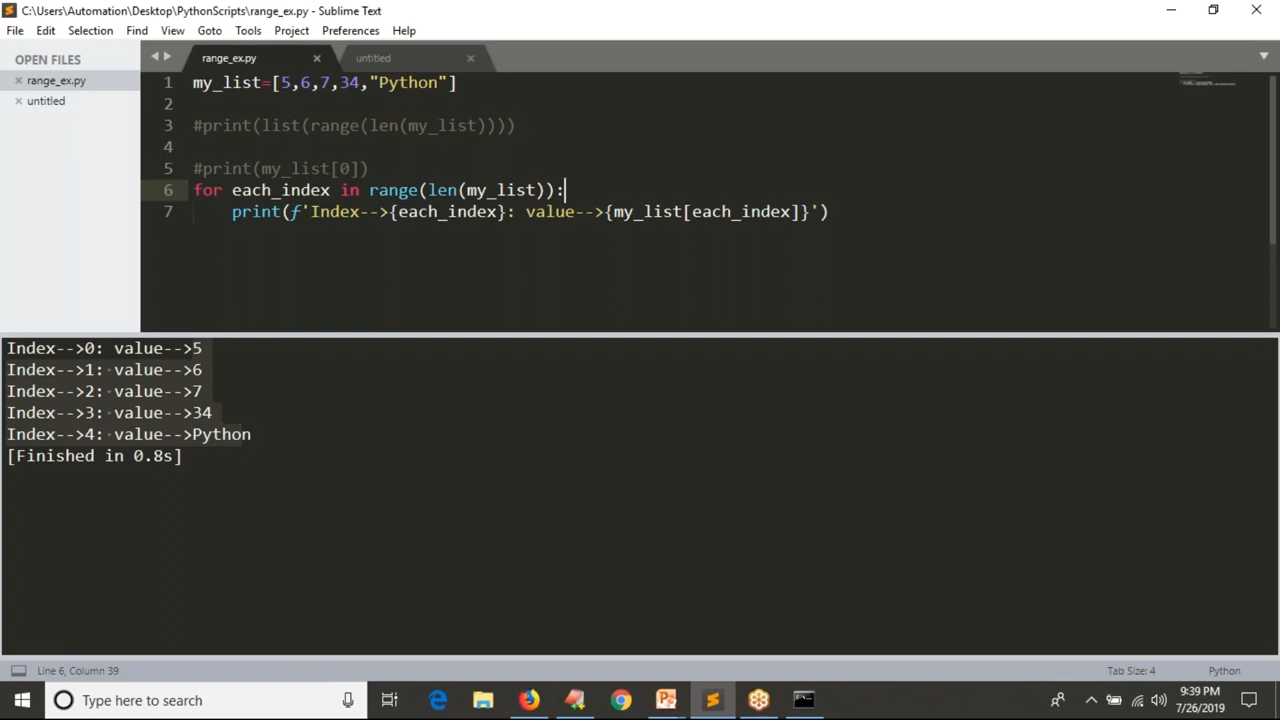 C:\Users\Automation\Desktop\PythonScripts\range_ex.py - Sublime Text
File Edit Selection Find View Goto Tools Project Preferences Help
OPEN FILES
range_ex.py
untitled
range_ex.py untitled
1 my_list=[5,6,7,34,"Python"]
2
3 #print(list(range(len(my_list))))
4
5 #print(my_list[0])
6 for each_index in range(len(my_list)):
7     print(f'Index-->{each_index}: value-->{my_list[each_index]}')
Index-->0: value-->5
Index-->1: value-->6
Index-->2: value-->7
Index-->3: value-->34
Index-->4: value-->Python
[Finished in 0.8s]
Line 6, Column 39 Tab Size: 4 Python
Type here to search
9:39 PM
7/26/2019